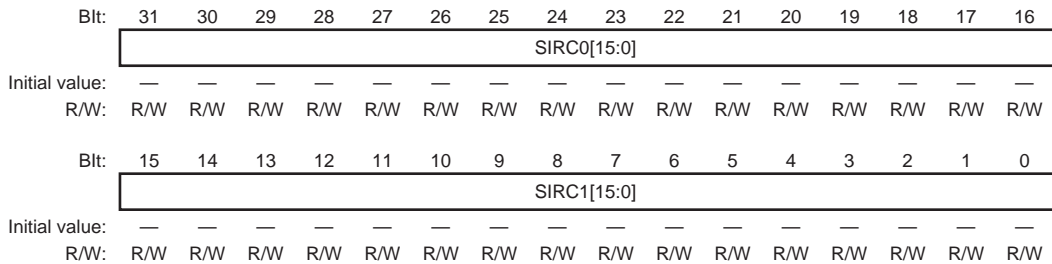 BIt: 31 30 29 28 27 26 25 24 23 22 21 20 19 18 17 16
SIRC0[15:0]
Initial value: — — — — — — — — — — — — — — — —
R/W: R/W R/W R/W R/W R/W R/W R/W R/W R/W R/W R/W R/W R/W R/W R/W R/W
BIt: 15 14 13 12 11 10 9 8 7 6 5 4 3 2 1 0
SIRC1[15:0]
Initial value: — — — — — — — — — — — — — — — —
R/W: R/W R/W R/W R/W R/W R/W R/W R/W R/W R/W R/W R/W R/W R/W R/W R/W